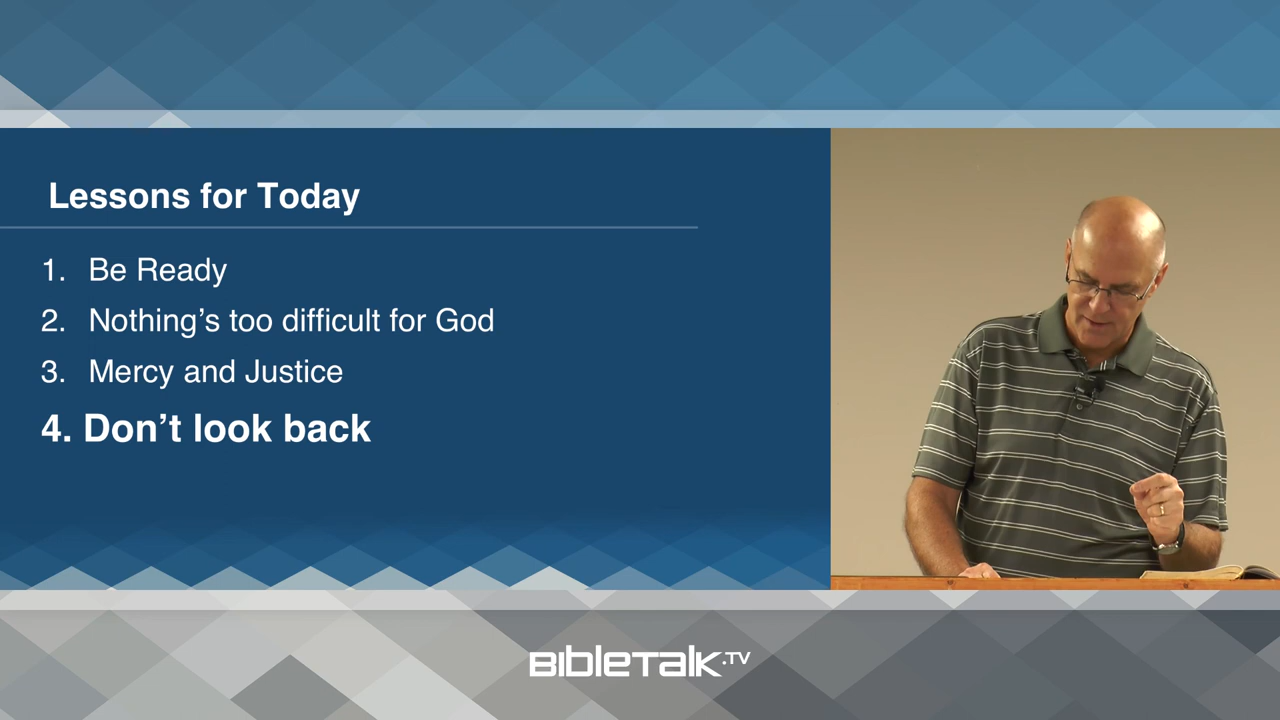 Lessons for Today
1. Be Ready
2. Nothing’s too difficult for God
3. Mercy and Justice
4. Don’t look back
BIBLETALK.TV